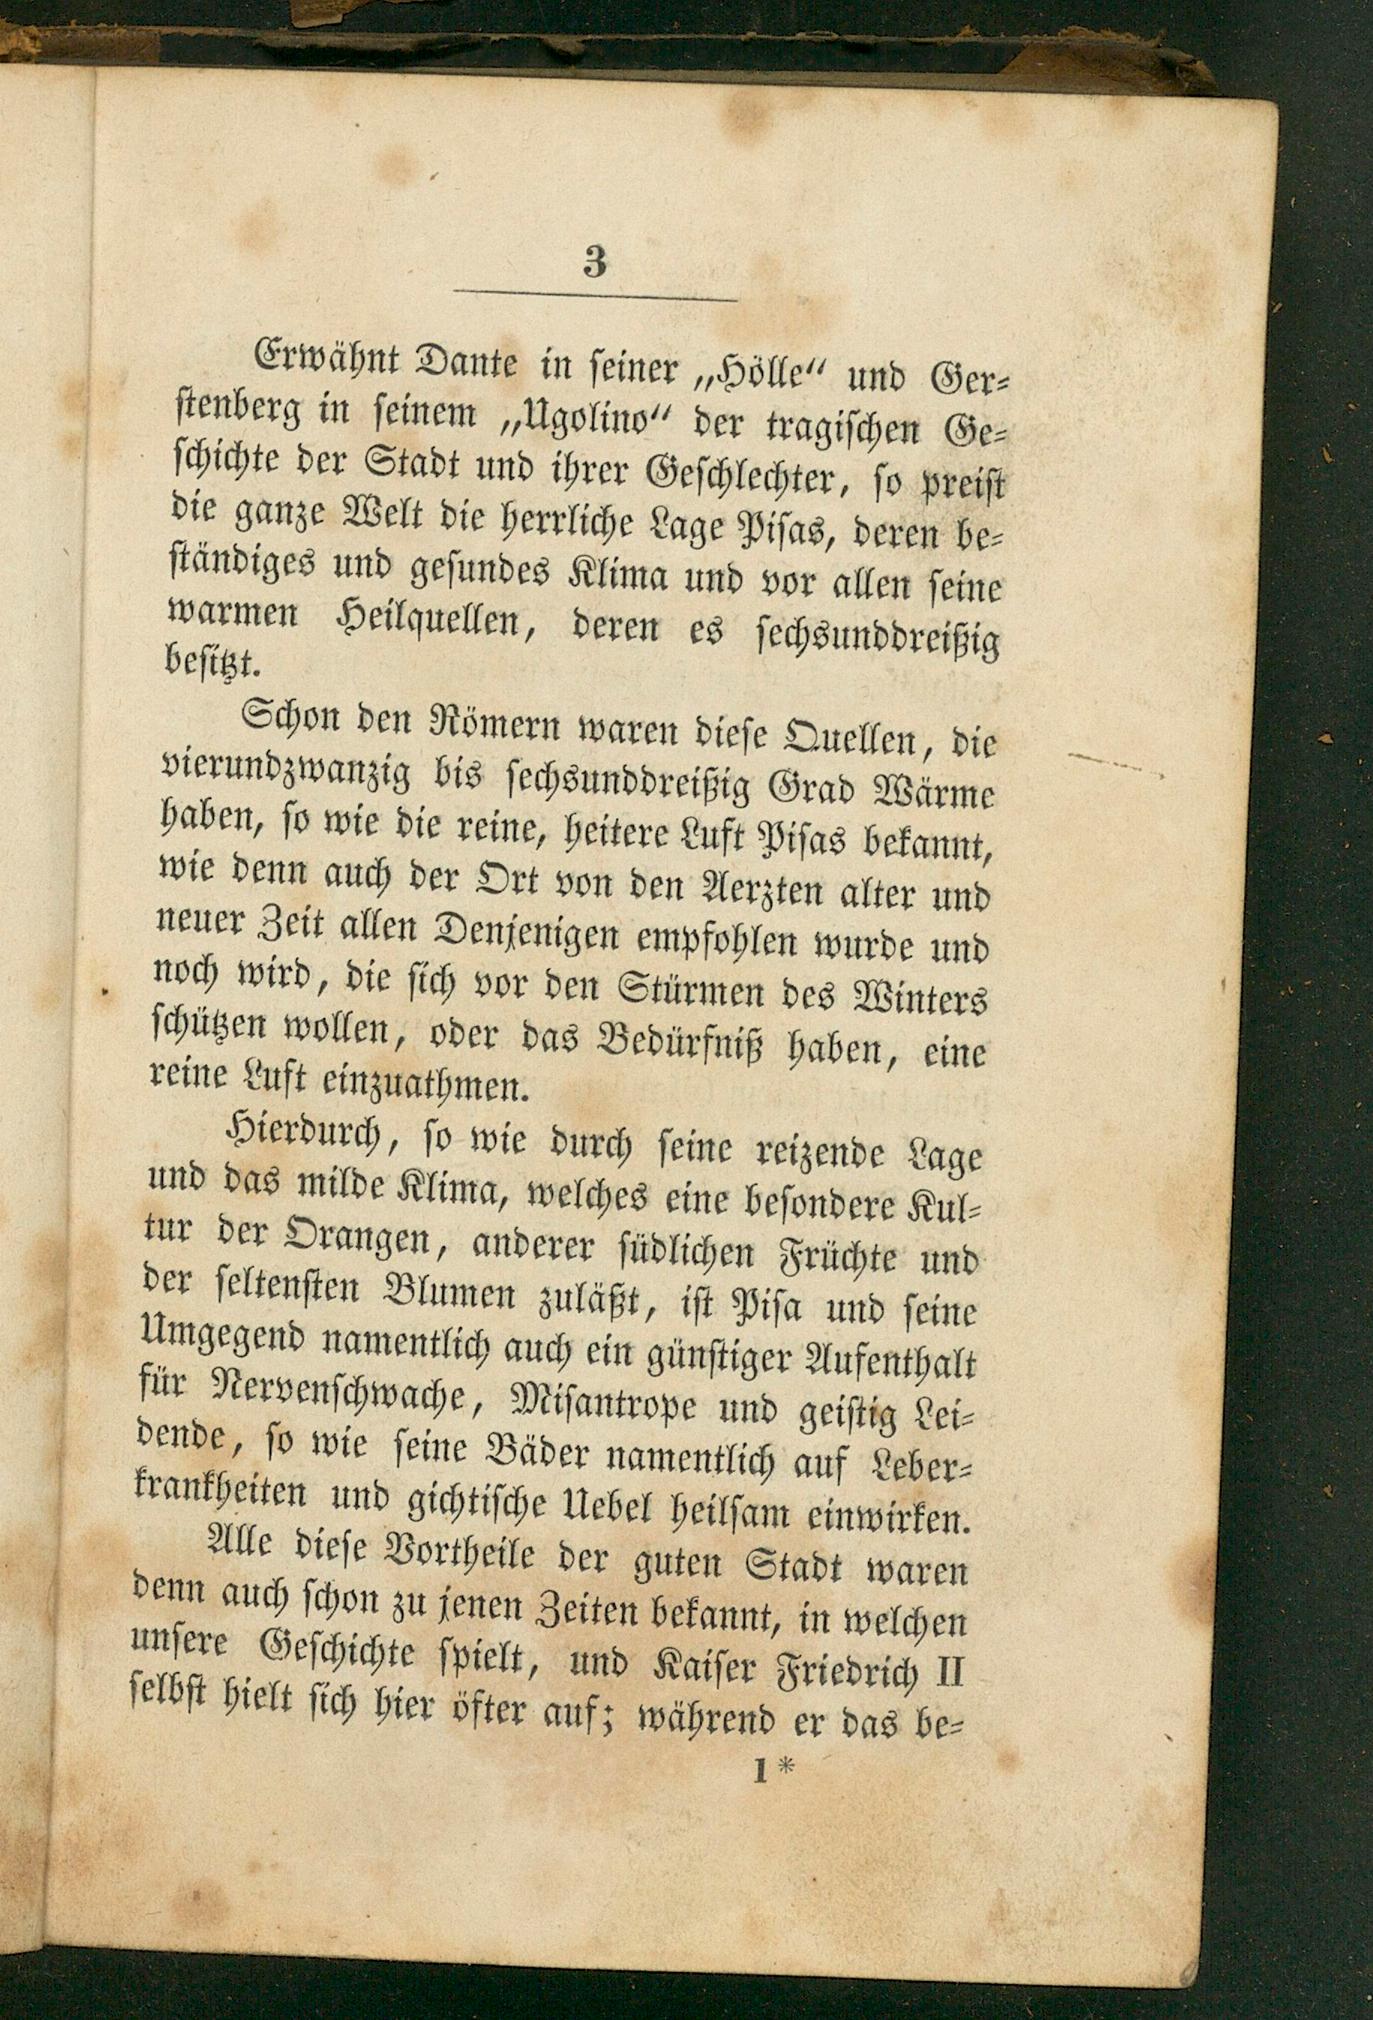 3
Erwähnt Dante in seiner „Hölle“ und Ger-
stenberg in seinem „Ugolino“ der tragischen Ge-
schichte der Stadt und ihrer Geschlechter, so preist
die ganze Welt die herrliche Lage Pisas, deren be-
ständiges und gesundes Klima und vor allen seine
warmen Heilquellen, deren es sechsunddreißig
besitzt.
Schon den Römern waren diese Quellen, die
vierundzwanzig bis sechsunddreißig Grad Wärme
haben, so wie die reine, heitere Luft Pisas bekannt,
wie denn auch der Ort von den Aerzten alter und
neuer Zeit allen Denjenigen empfohlen wurde und
noch wird, die sich vor den Stürmen des Winters
schützen wollen, oder das Bedürfniß haben, eine
reine Luft einzuathmen.
Hierdurch, so wie durch seine reizende Lage
und das milde Klima, welches eine besondere Kul-
tur der Orangen, anderer südlichen Früchte und
der seltensten Blumen zuläßt, ist Pisa und seine
Umgegend namentlich auch ein günstiger Aufenthalt
für Nervenschwache, Misantrope und geistig Lei-
dende, so wie seine Bäder namentlich auf Leber-
krankheiten und gichtische Uebel heilsam einwirken.
Alle diese Vortheile der guten Stadt waren
denn auch schon zu jenen Zeiten bekannt, in welchen
unsere Geschichte spielt, und Kaiser Friedrich II
selbst hielt sich hier öfter auf; während er das be-
1*